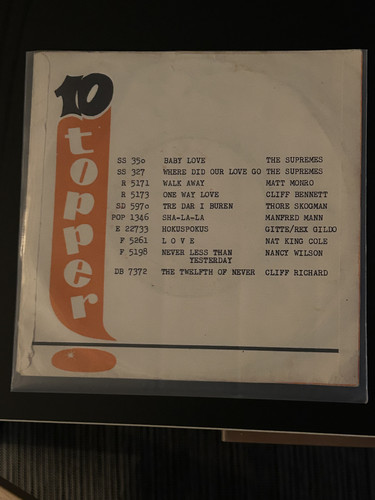 10
topper
SS 35o BABY LOVE THE SUPREMES
SS 327 WHERE DID OUR LOVE GO THE SUPREMES
R 5171 WALK AWAY MATT MONRO
R 5173 ONE WAY LOVE CLIFF BENNETT
SD 597o TRE DAR I BUREN THORE SKOGMAN
POP 1346 SHA-LA-LA MANFRED MANN
E 22733 HOKUSPOKUS GITTE/REX GILDO
F 5261 L O V E NAT KING COLE
F 5198 NEVER LESS THAN NANCY WILSON
YESTERDAY
DB 7372 THE TWELFTH OF NEVER CLIFF RICHARD